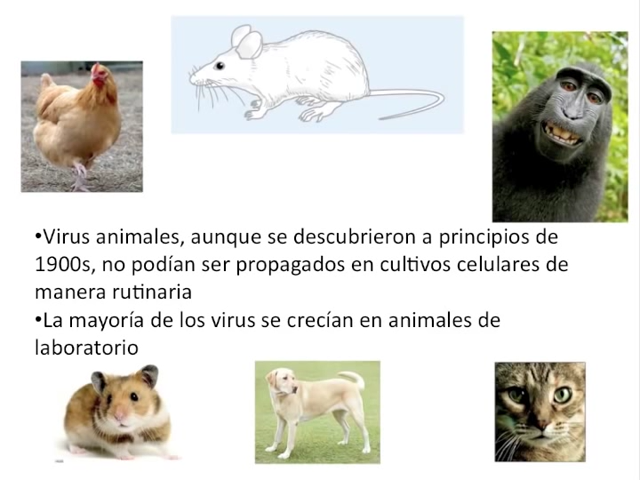 •Virus animales, aunque se descubrieron a principios de
1900s, no podían ser propagados en cultivos celulares de
manera rutinaria
•La mayoría de los virus se crecían en animales de
laboratorio